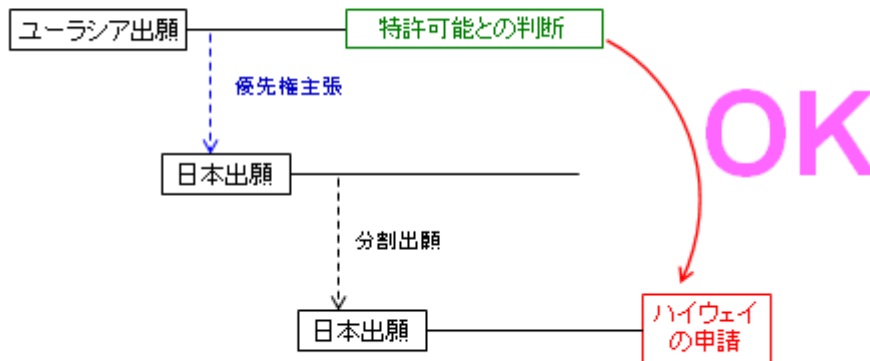 ユーラシア出願
特許可能との判断
優先権主張
OK
日本出願
分割出願
日本出願
ハイウェイ
の申請